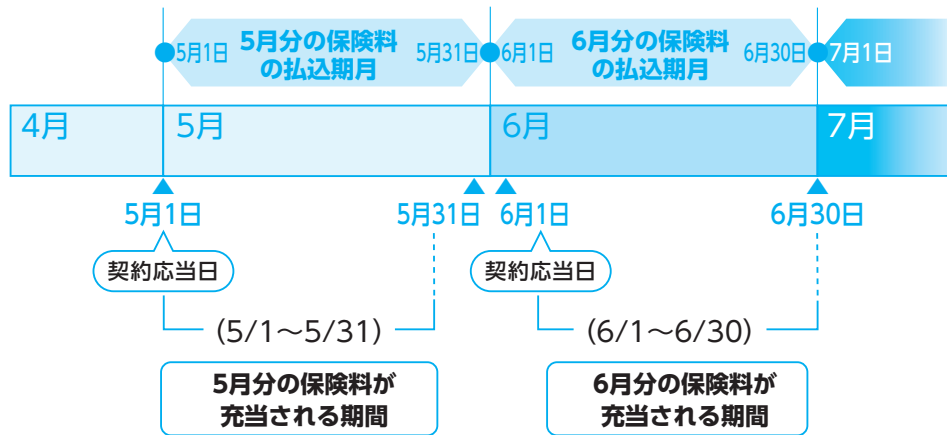 5月1日
5月分の保険料
の払込期月
5月31日
6月1日
6月分の保険料
の払込期月
6月30日
7月1日
4月
5月
6月
7月
5月1日
5月31日
6月1日
6月30日
契約応当日
契約応当日
(5/1〜5/31)
(6/1〜6/30)
5月分の保険料が
充当される期間
6月分の保険料が
充当される期間